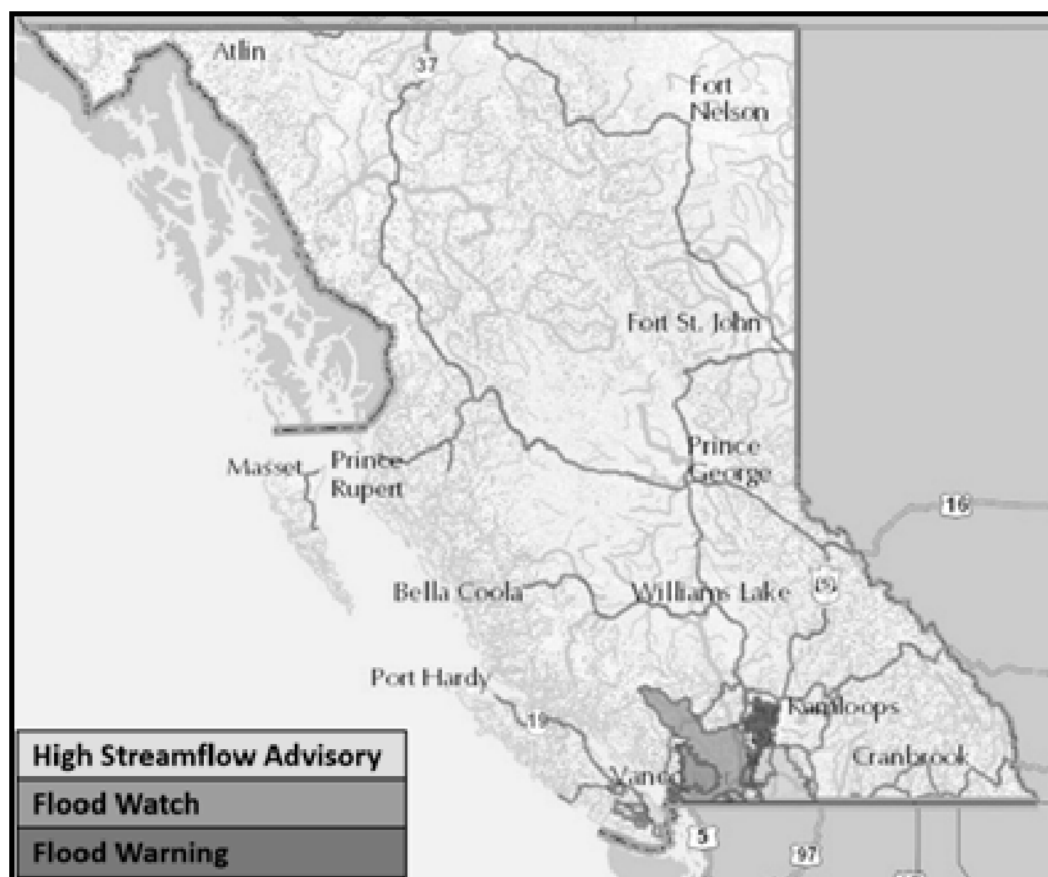 Atlin
37
Fort
Nelson
Fort St. John
Prince
George
Masset
Prince
Rupert
16
Bella Coola
Williams Lake
Port Hardy
19
Kamloops
Cranbrook
High Streamflow Advisory
Flood Watch
Flood Warning
5
97